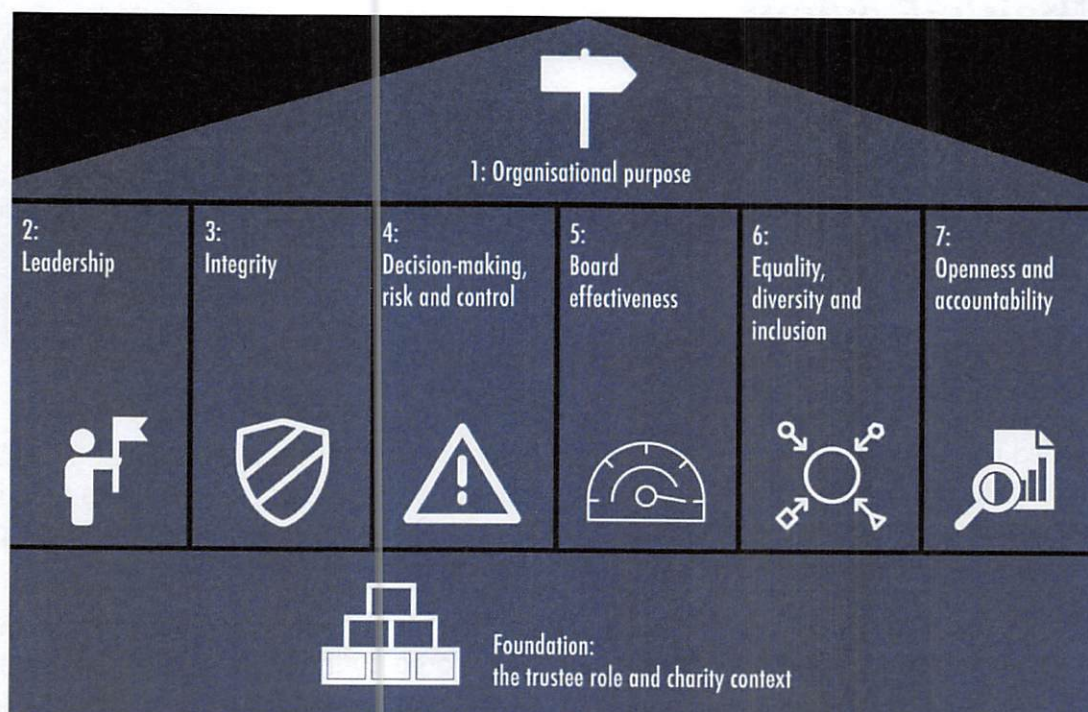 1: Organisational purpose
2:
Leadership
3:
Integrity
4:
Decision-making,
risk and control
5:
Board
effectiveness
6:
Equality,
diversity and
inclusion
7:
Openness and
accountability
Foundation:
the trustee role and charity context